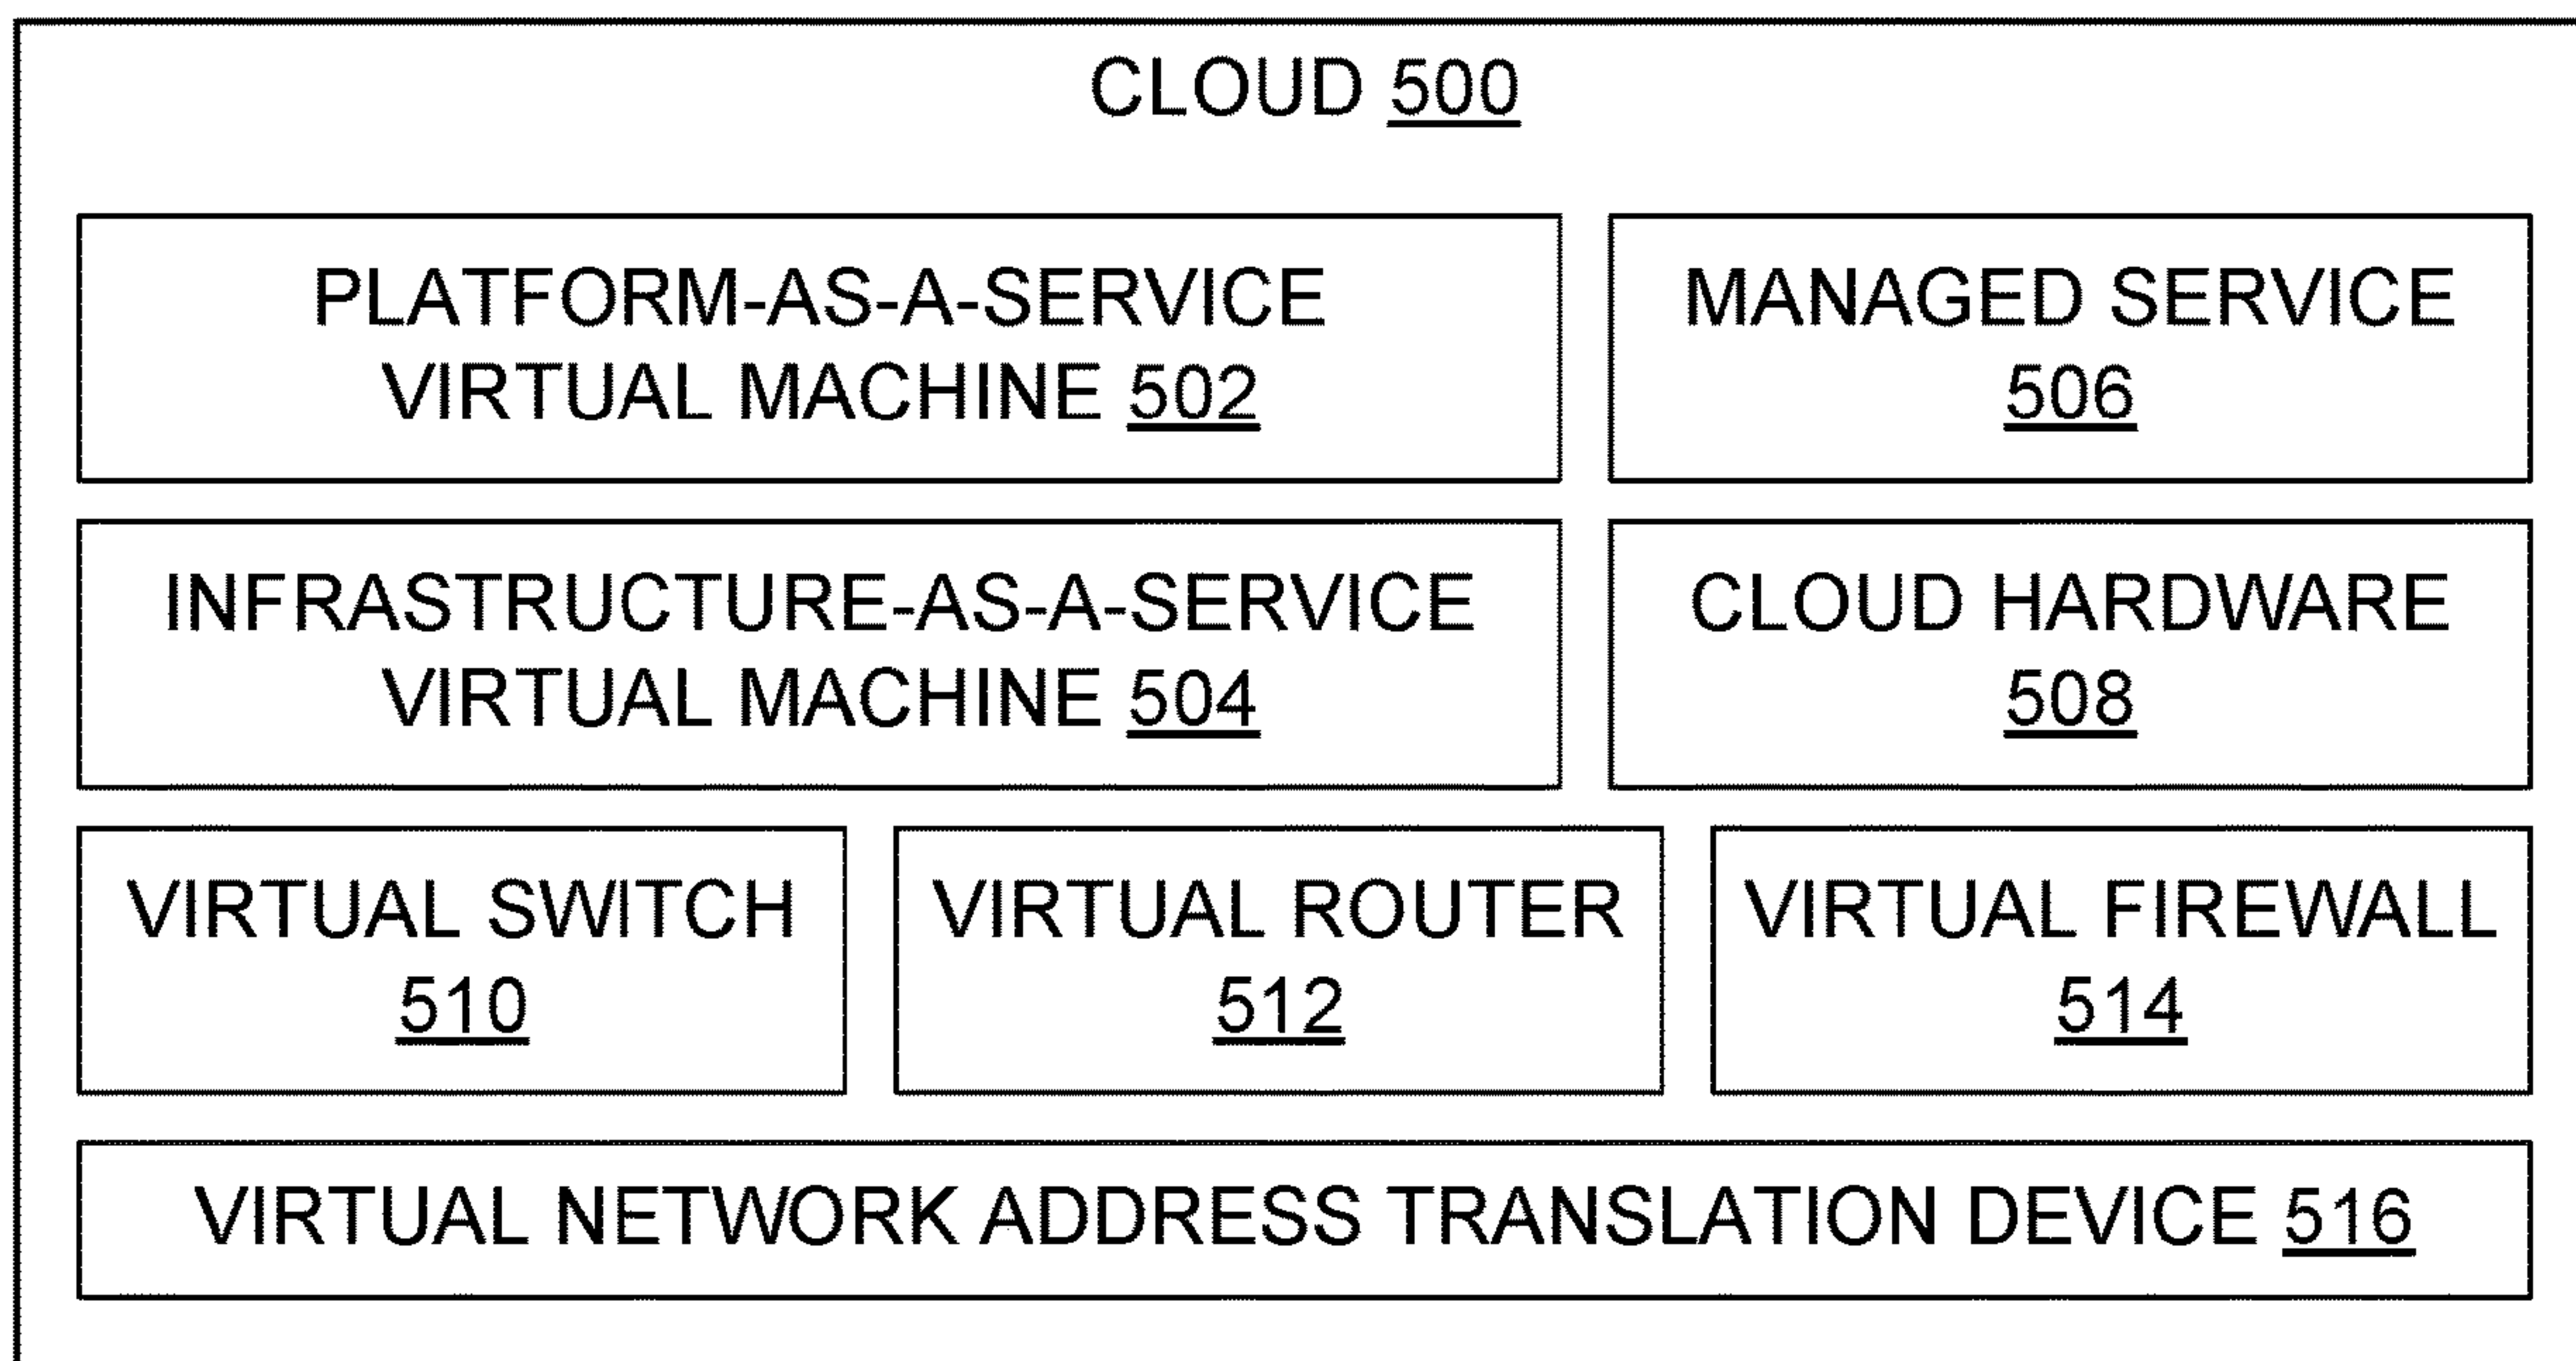 CLOUD 500
PLATFORM-AS-A-SERVICE
VIRTUAL MACHINE 502
MANAGED SERVICE
506
INFRASTRUCTURE-AS-A-SERVICE
VIRTUAL MACHINE 504
CLOUD HARDWARE
508
VIRTUAL SWITCH
510
VIRTUAL ROUTER
512
VIRTUAL FIREWALL
514
VIRTUAL NETWORK ADDRESS TRANSLATION DEVICE 516